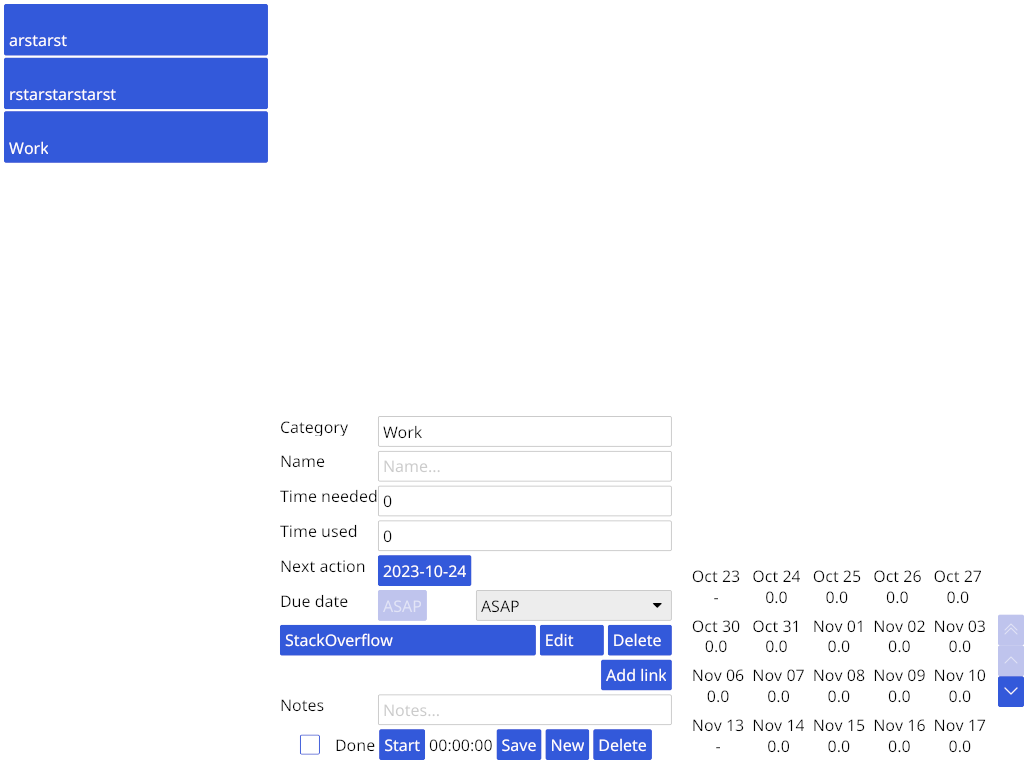 arstarst
rstarstarstarst
Work
Category Work
Name Name...
Time needed 0
Time used 0
Next action 2023-10-24
Due date ASAP ASAP
StackOverflow Edit Delete
Add link
Notes Notes...
Done Start 00:00:00 Save New Delete
Oct 23 Oct 24 Oct 25 Oct 26 Oct 27
- 0.0 0.0 0.0 0.0
Oct 30 Oct 31 Nov 01 Nov 02 Nov 03
0.0 0.0 0.0 0.0 0.0
Nov 06 Nov 07 Nov 08 Nov 09 Nov 10
0.0 0.0 0.0 0.0 0.0
Nov 13 Nov 14 Nov 15 Nov 16 Nov 17
- 0.0 0.0 0.0 0.0